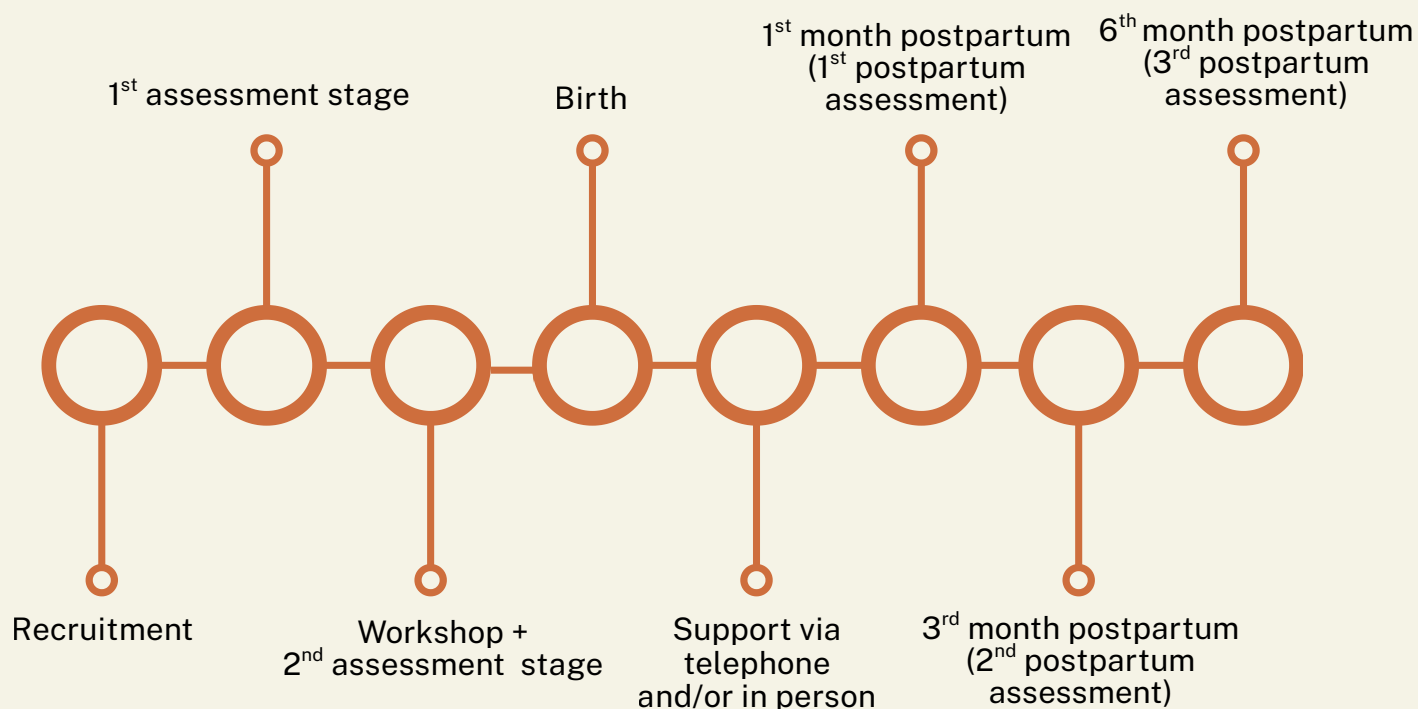 Recruitment
1st assessment stage
Workshop +
2nd assessment stage
Birth
Support via
telephone
and/or in person
1st month postpartum
(1st postpartum
assessment)
3rd month postpartum
(2nd postpartum
assessment)
6th month postpartum
(3rd postpartum
assessment)